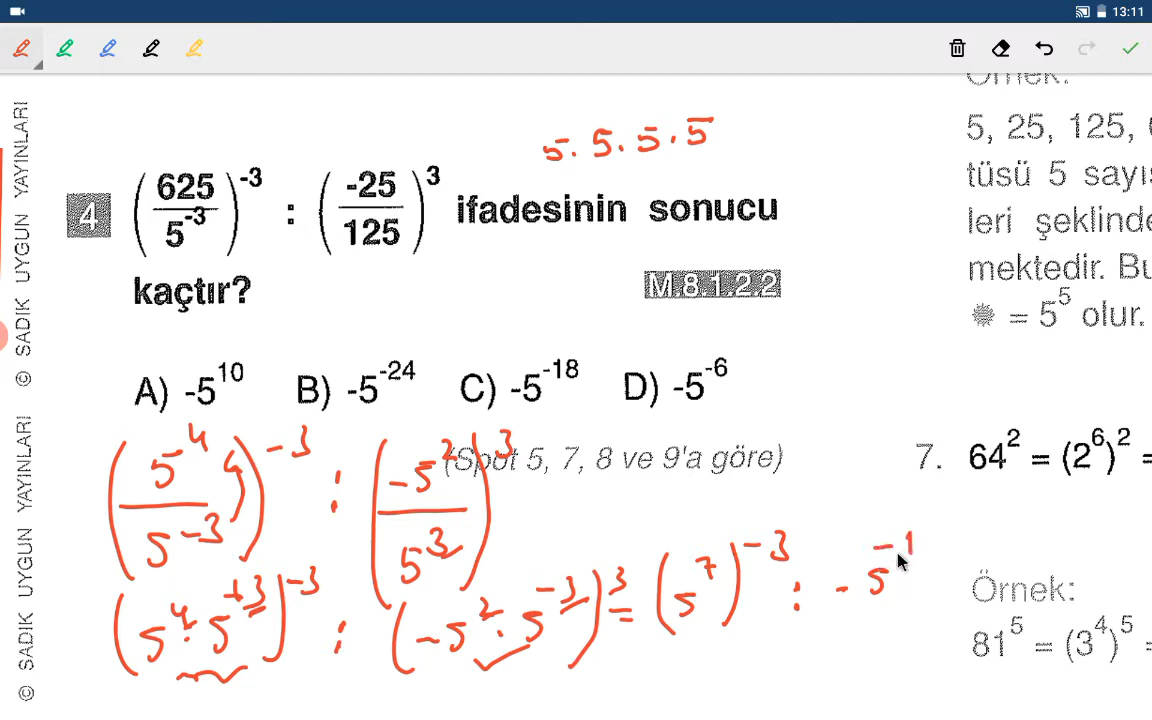 13:11
© SADIK UYGUN YAYINLARI
© SADIK UYGUN YAYINLARI
5. 5. 5. 5
4 (625/5^-3)^-3 : (-25/125)^3 ifadesinin sonucu
kaçtır?
M.8.1.2.2
A) -5^10 B) -5^-24 C) -5^-18 D) -5^-6
(Spot 5, 7, 8 ve 9'a göre)
(5^4/5^-3)^-3 : (-5^2/5^3)^3
(5^4 · 5^+3)^-3 : (-5^2 · 5^-3)^3 = (5^7)^-3 : -5^-1
Örnek:
5, 25, 125,
tüsü 5 sayıs
leri şeklinde
mektedir. Bu
= 5^5 olur.
7. 64^2 = (2^6)^2 =
Örnek:
81^5 = (3^4)^5 =